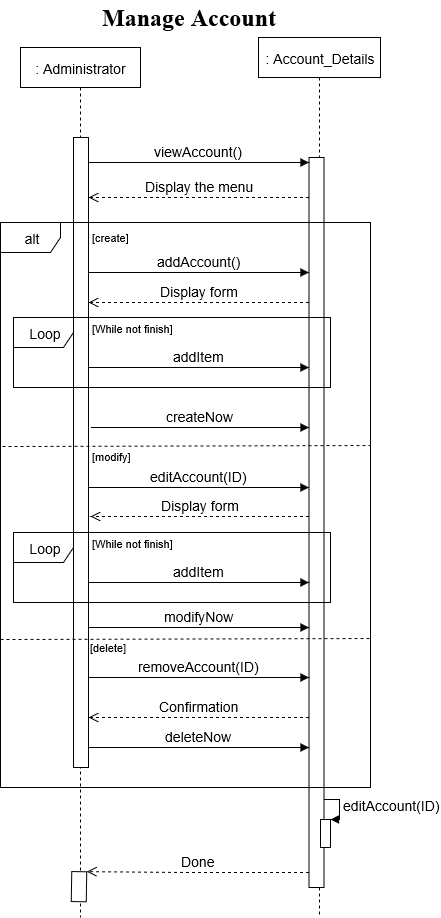 Manage Account
: Administrator
: Account_Details
viewAccount()
Display the menu
alt
[create]
addAccount()
Display form
Loop
[While not finish]
addItem
createNow
[modify]
editAccount(ID)
Display form
Loop
[While not finish]
addItem
modifyNow
[delete]
removeAccount(ID)
Confirmation
deleteNow
editAccount(ID)
Done